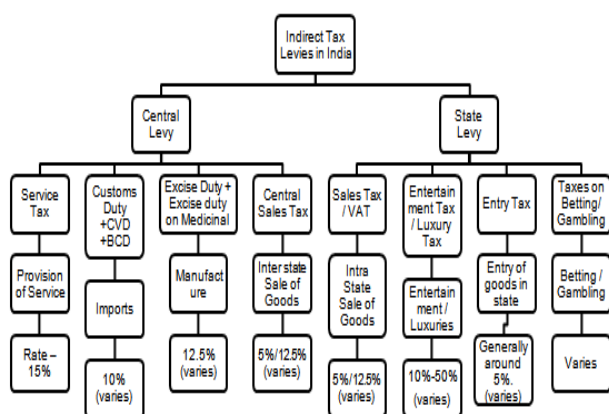 Indirect Tax
Levies in India
Central
Levy
State
Levy
Service
Tax
Customs
Duty
+CVD
+BCD
Excise Duty +
Excise duty
on Medicinal
Central
Sales Tax
Sales Tax
/ VAT
Entertain
ment Tax
/ Luxury
Tax
Entry Tax
Taxes on
Betting/
Gambling
Provision
of Service
Imports
Manufact
ure
Inter state
Sale of
Goods
Intra
State
Sale of
Goods
Entertain
ment /
Luxuries
Entry of
goods in
state
Betting /
Gambling
Rate –
15%
10%
(varies)
12.5%
(varies)
5%/12.5%
(varies)
5%/12.5%
(varies)
10%-50%
(varies)
Generally
around
5%.
(varies)
Varies